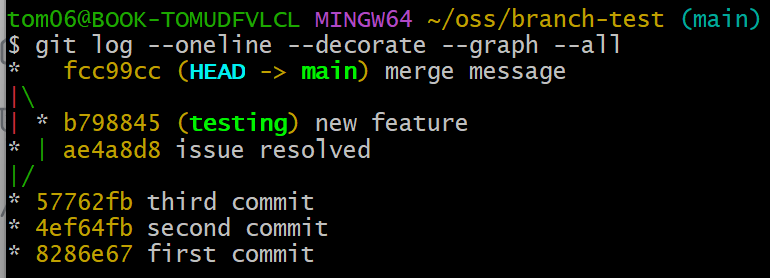 tom06@BOOK-TOMUDFVLCL MINGW64 ~/oss/branch-test (main)
$ git log --oneline --decorate --graph --all
*   fcc99cc (HEAD -> main) merge message
|\
| * b798845 (testing) new feature
* | ae4a8d8 issue resolved
|/
* 57762fb third commit
* 4ef64fb second commit
* 8286e67 first commit